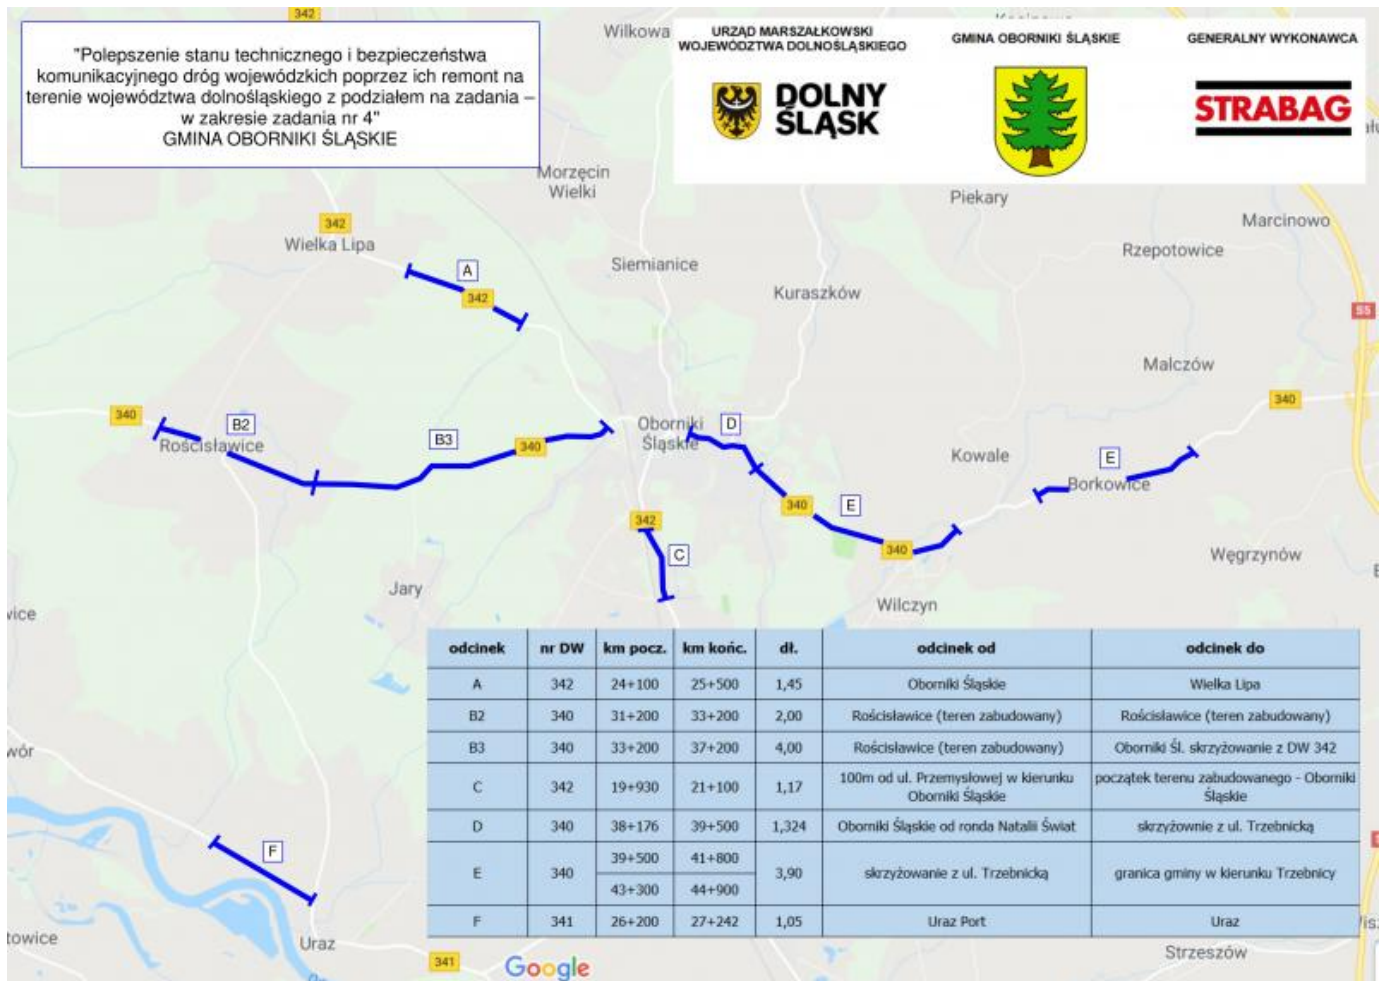 342
"Polepszenie stanu technicznego i bezpieczeństwa
komunikacyjnego dróg wojewódzkich poprzez ich remont na
terenie województwa dolnośląskiego z podziałem na zadania –
w zakresie zadania nr 4"
GMINA OBORNIKI ŚLĄSKIE
Wilkowa
URZĄD MARSZAŁKOWSKI
WOJEWÓDZTWA DOLNOŚLĄSKIEGO
DOLNY
ŚLĄSK
GMINA OBORNIKI ŚLĄSKIE
GENERALNY WYKONAWCA
STRABAG
Morzęcin
Wielki
Piekary
Marcinowo
342
Wielka Lipa
Siemianice
Rzepotowice
A
342
Kuraszków
S5
Malczów
340
340
Rościsławice
B2
B3
340
Oborniki
Śląskie
D
Kowale
E
Borkowice
340
E
342
C
340
Węgrzynów
Jary
Wilczyn
odcinek nr DW km pocz. km końc. dł. odcinek od odcinek do
A 342 24+100 25+500 1,45 Oborniki Śląskie Wielka Lipa
B2 340 31+200 33+200 2,00 Rościsławice (teren zabudowany) Rościsławice (teren zabudowany)
B3 340 33+200 37+200 4,00 Rościsławice (teren zabudowany) Oborniki Śl. skrzyżowanie z DW 342
C 342 19+930 21+100 1,17 100m od ul. Przemysłowej w kierunku Oborniki Śląskie początek terenu zabudowanego - Oborniki Śląskie
D 340 38+176 39+500 1,324 Oborniki Śląskie od ronda Natalii Świat skrzyżownie z ul. Trzebnicką
E 340 39+500 41+800 3,90 skrzyżowanie z ul. Trzebnicką granica gminy w kierunku Trzebnicy
43+300 44+900
F 341 26+200 27+242 1,05 Uraz Port Uraz
F
Uraz
341
Google
Strzeszów